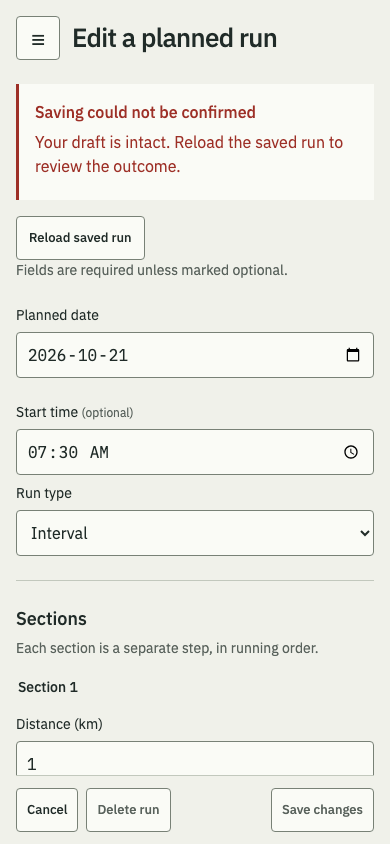 Edit a planned run
Saving could not be confirmed
Your draft is intact. Reload the saved run to
review the outcome.
Reload saved run
Fields are required unless marked optional.
Planned date
2026-10-21
Start time (optional)
07:30 AM
Run type
Interval
Sections
Each section is a separate step, in running order.
Section 1
Distance (km)
1
Cancel
Delete run
Save changes